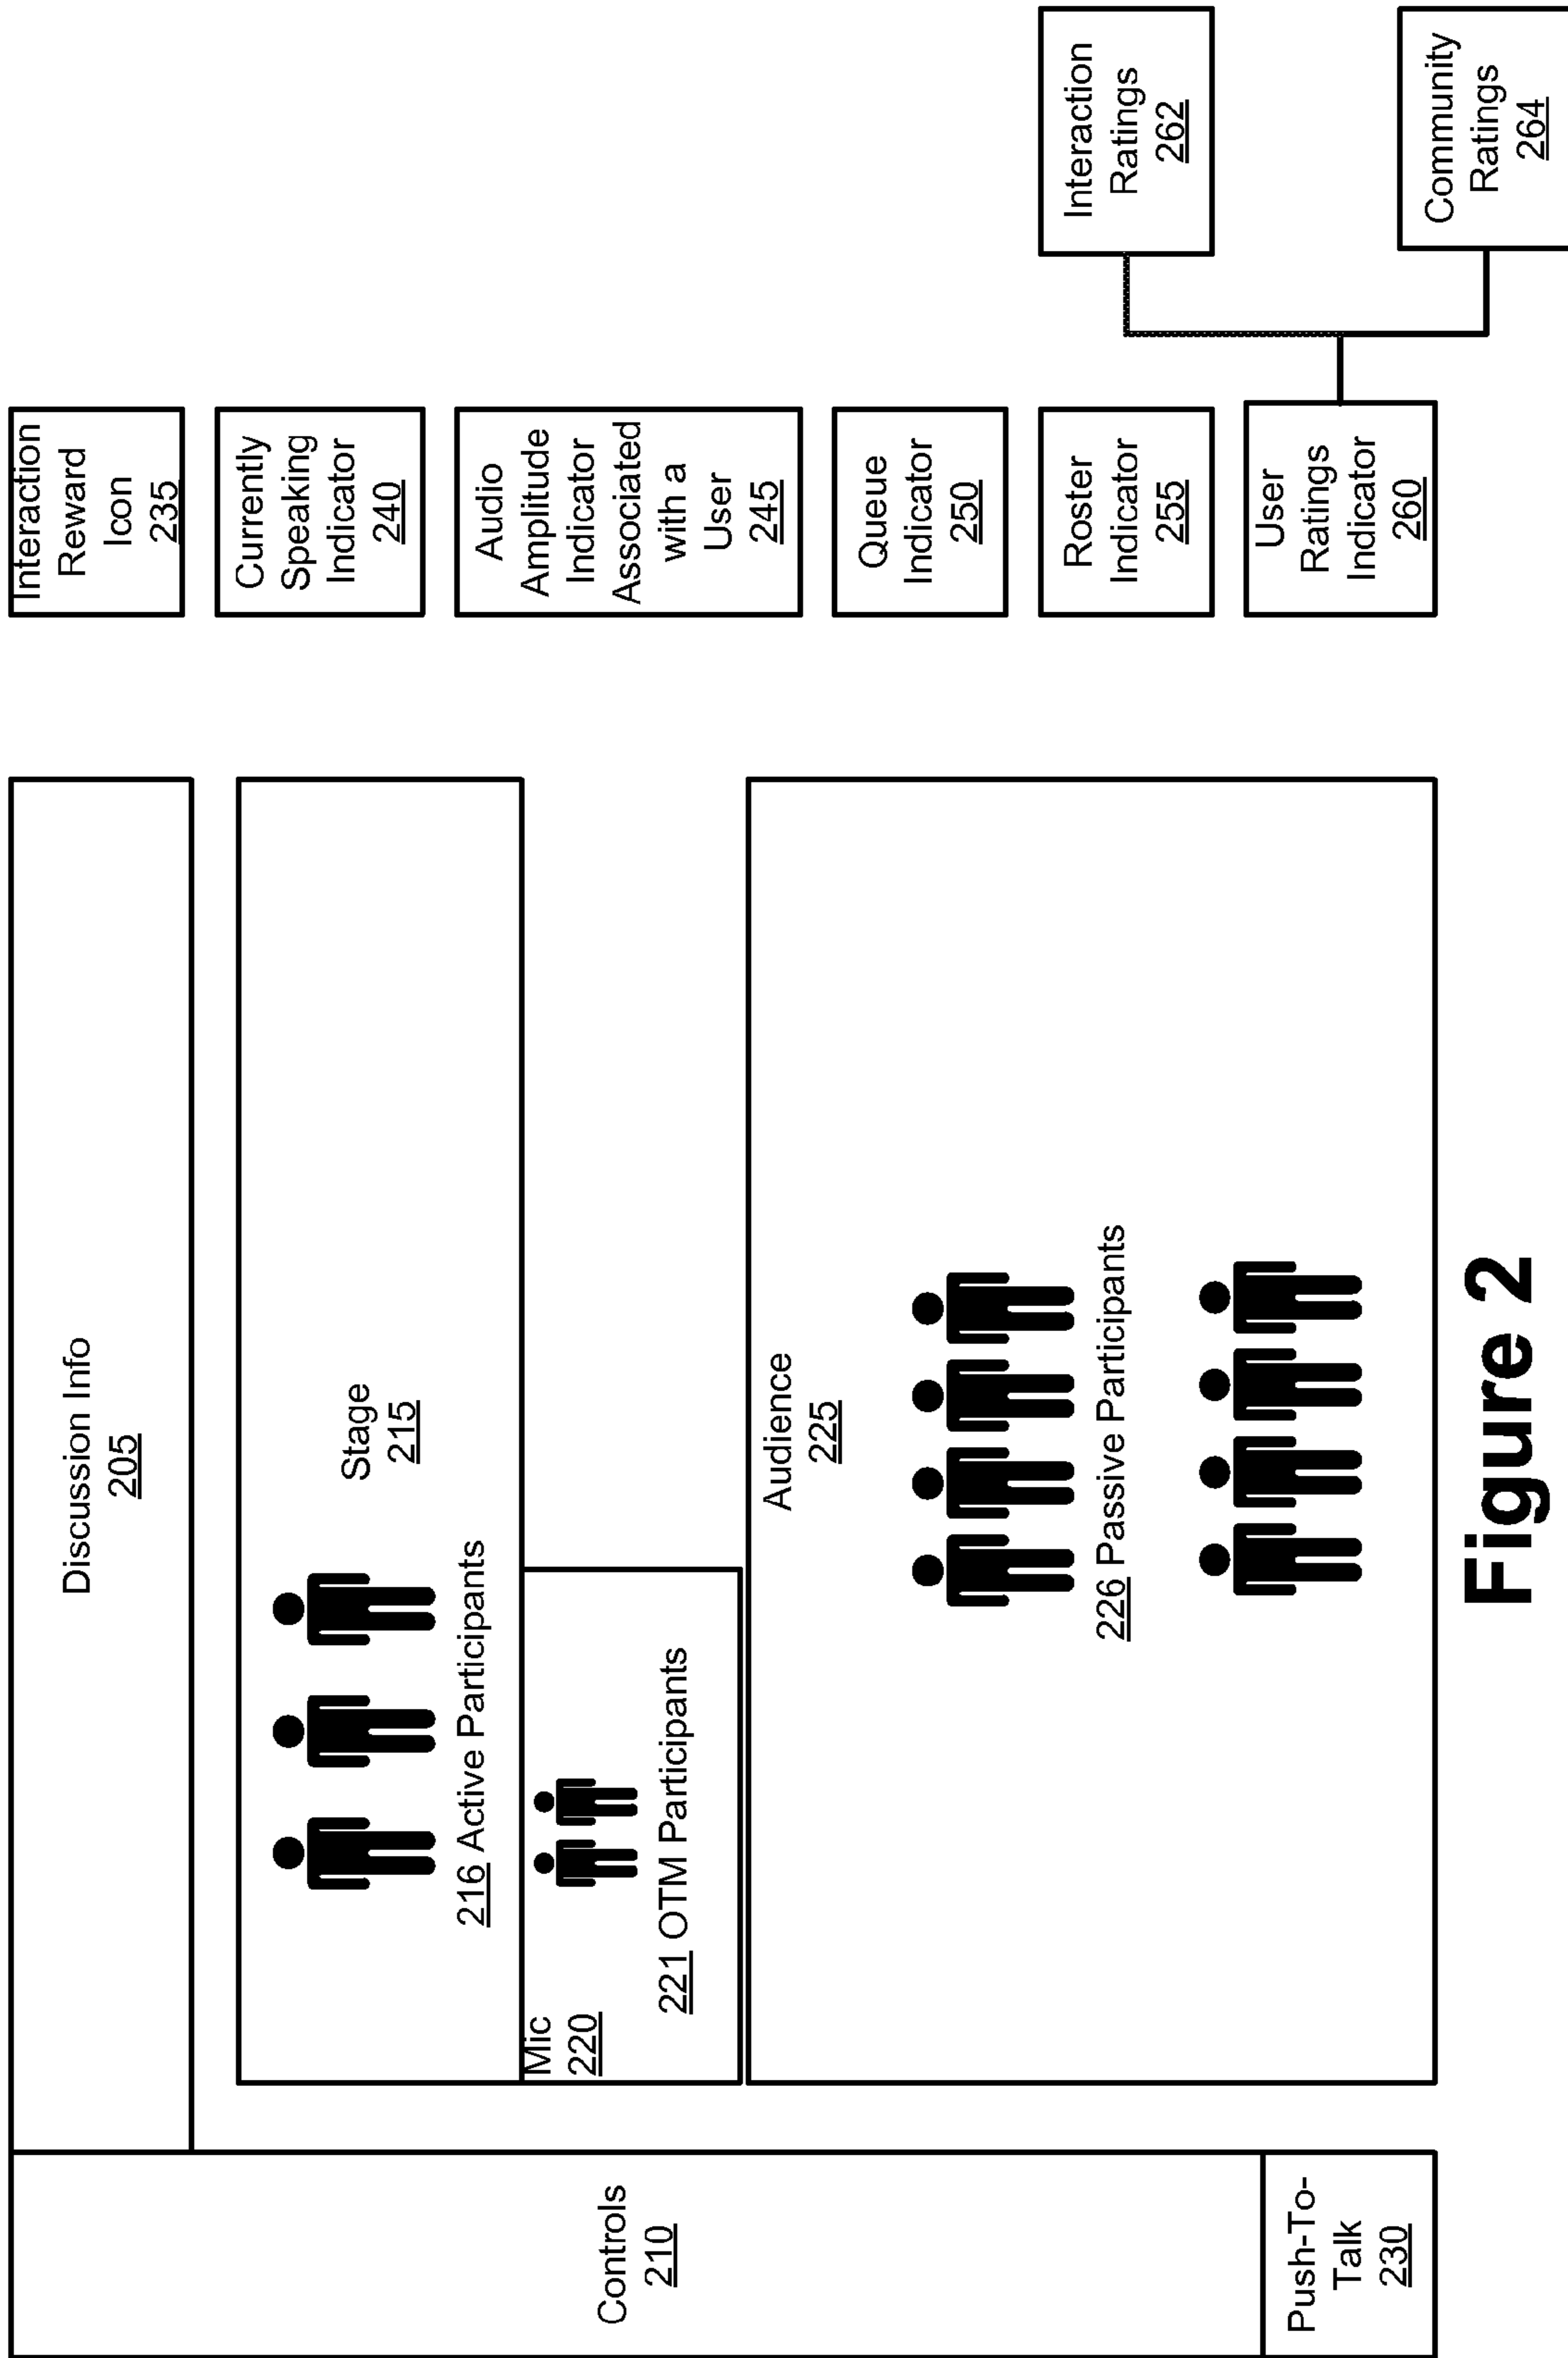 Discussion Info
205
Controls
210
Push-To-
Talk
230
Stage
215
216 Active Participants
Mic
220
221 OTM Participants
Audience
225
226 Passive Participants
Interaction
Reward
Icon
235
Currently
Speaking
Indicator
240
Audio
Amplitude
Indicator
Associated
with a
User
245
Queue
Indicator
250
Roster
Indicator
255
User
Ratings
Indicator
260
Interaction
Ratings
262
Community
Ratings
264
Figure 2